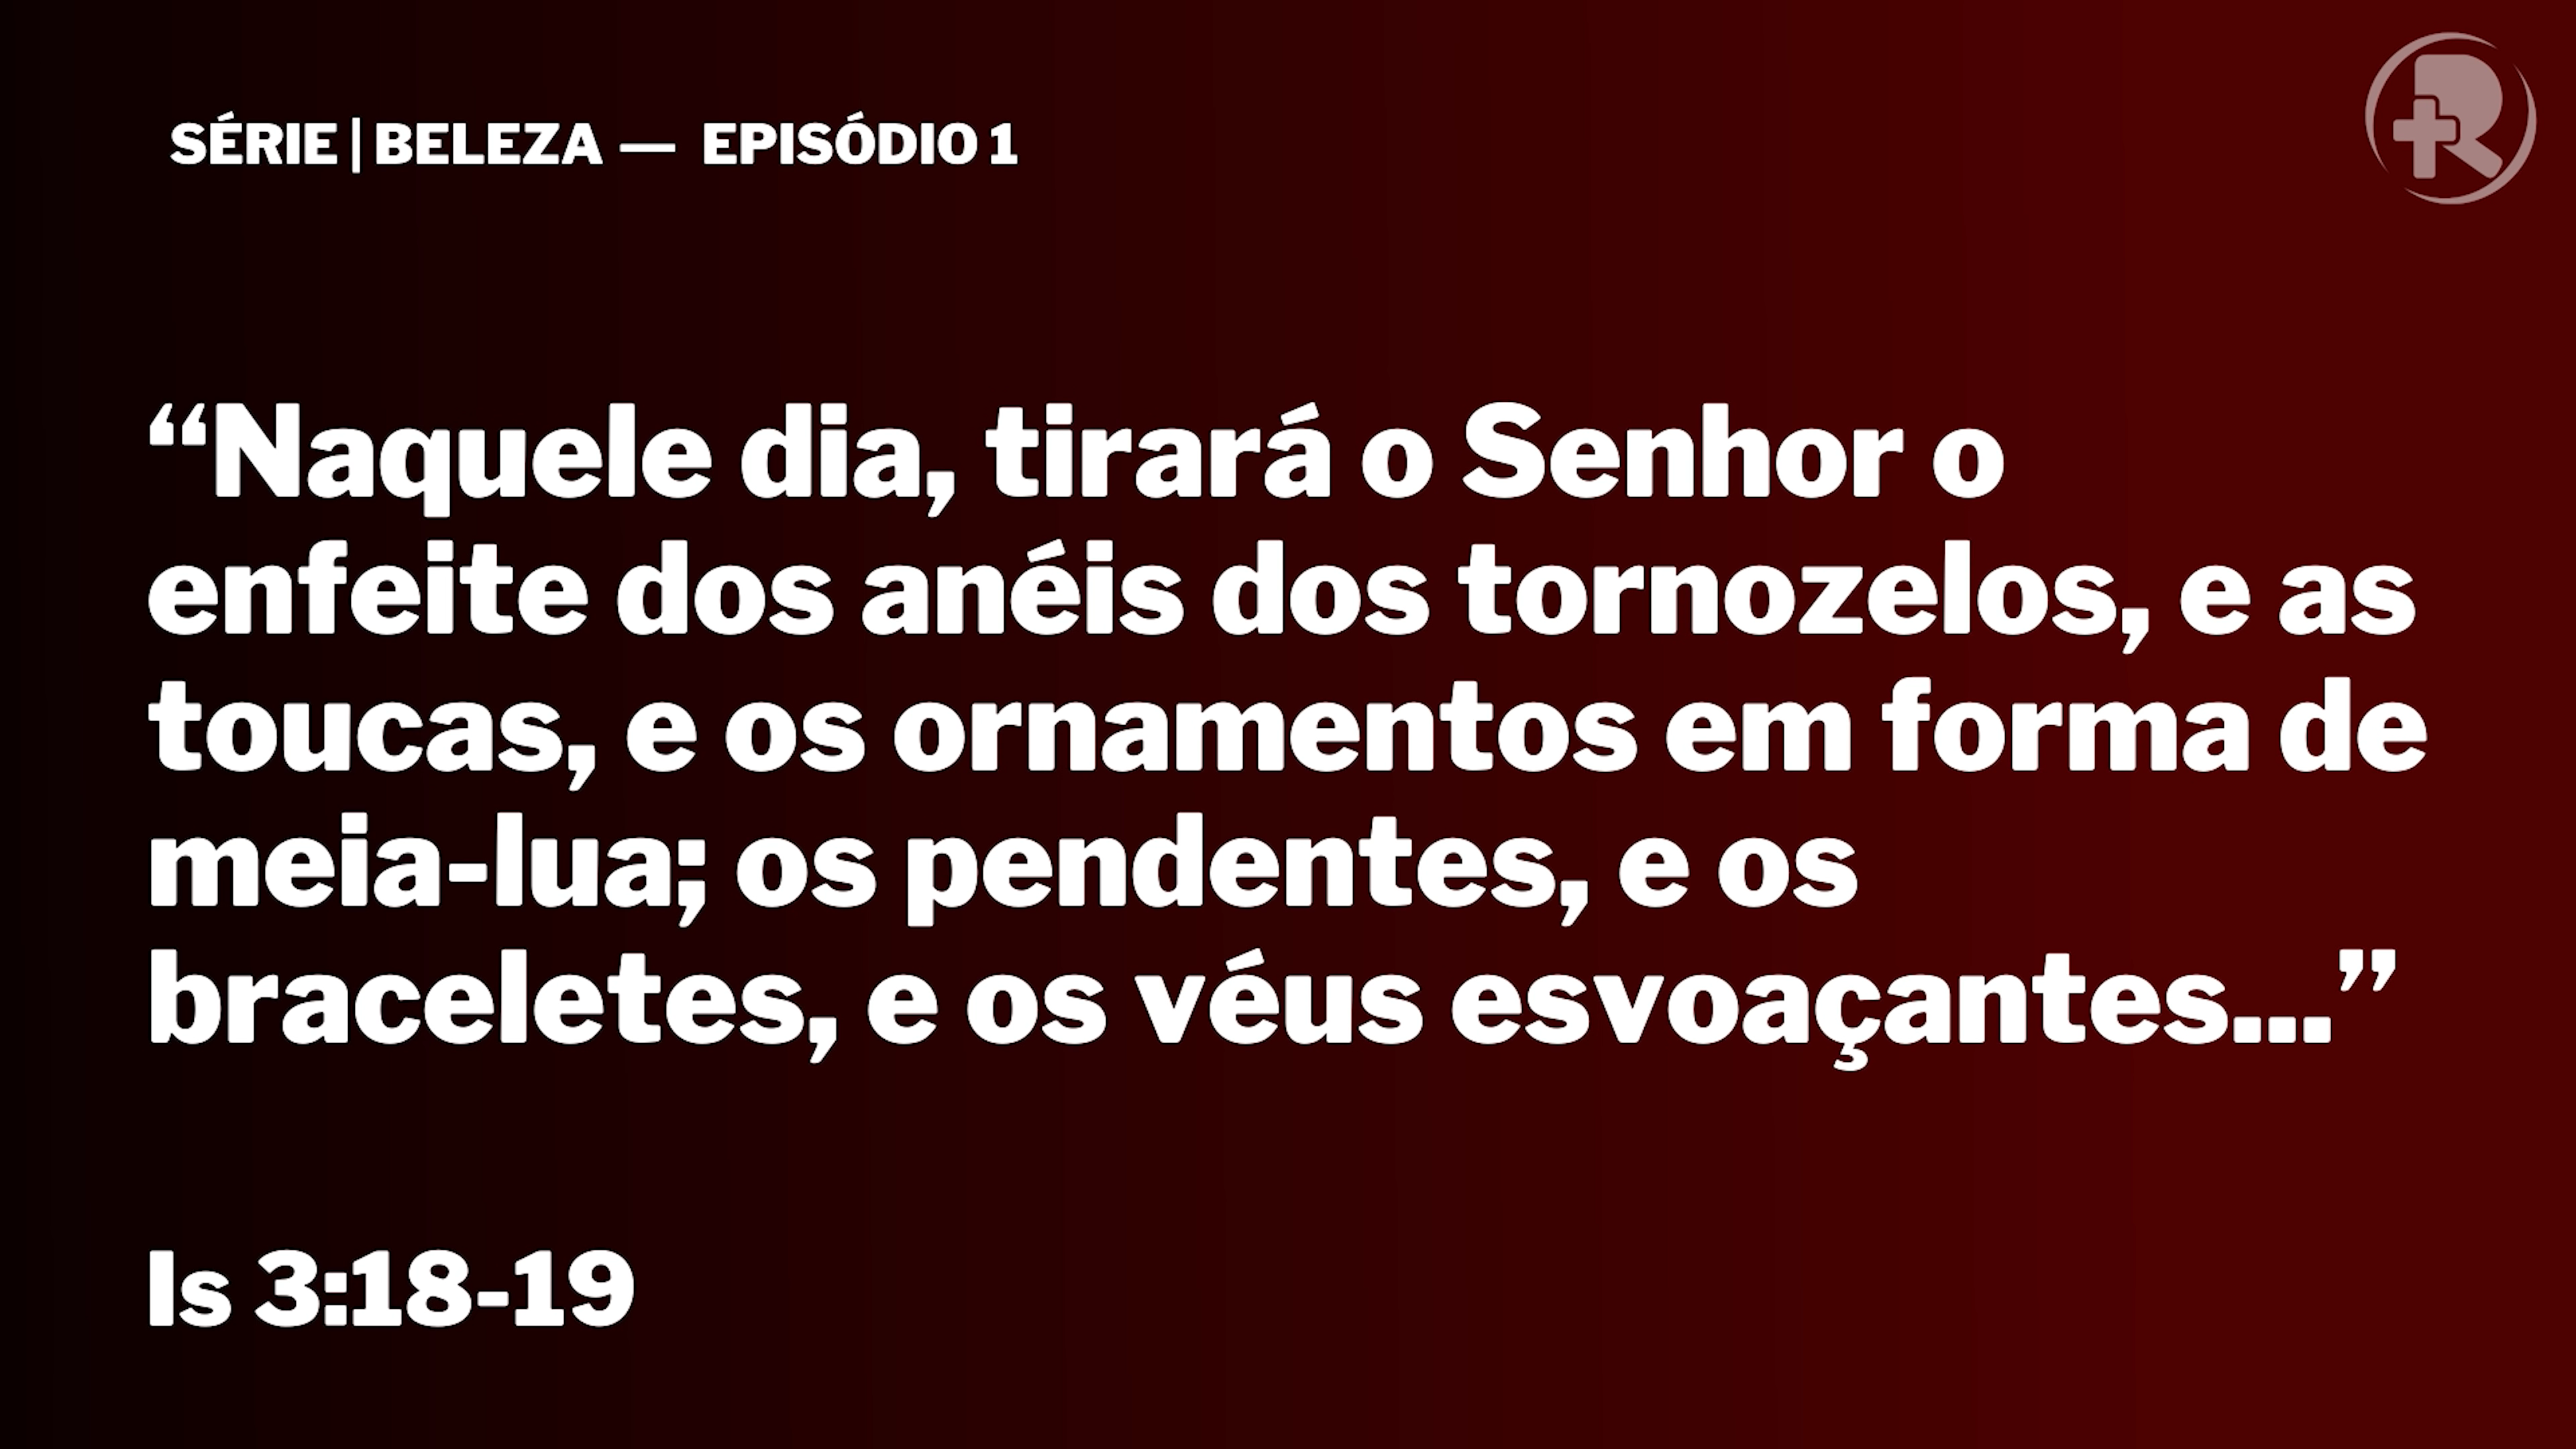 SÉRIE|BELEZA — EPISÓDIO 1
R
“Naquele dia, tirará o Senhor o
enfeite dos anéis dos tornozelos, e as
toucas, e os ornamentos em forma de
meia-lua; os pendentes, e os
braceletes, e os véus esvoaçantes...”
Is 3:18-19